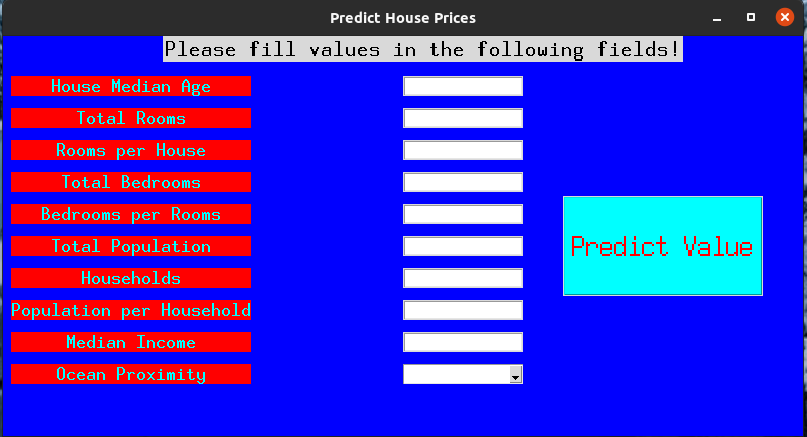 Predict House Prices
Please fill values in the following fields!
House Median Age
Total Rooms
Rooms per House
Total Bedrooms
Bedrooms per Rooms
Total Population
Households
Population per Household
Median Income
Ocean Proximity
Predict Value